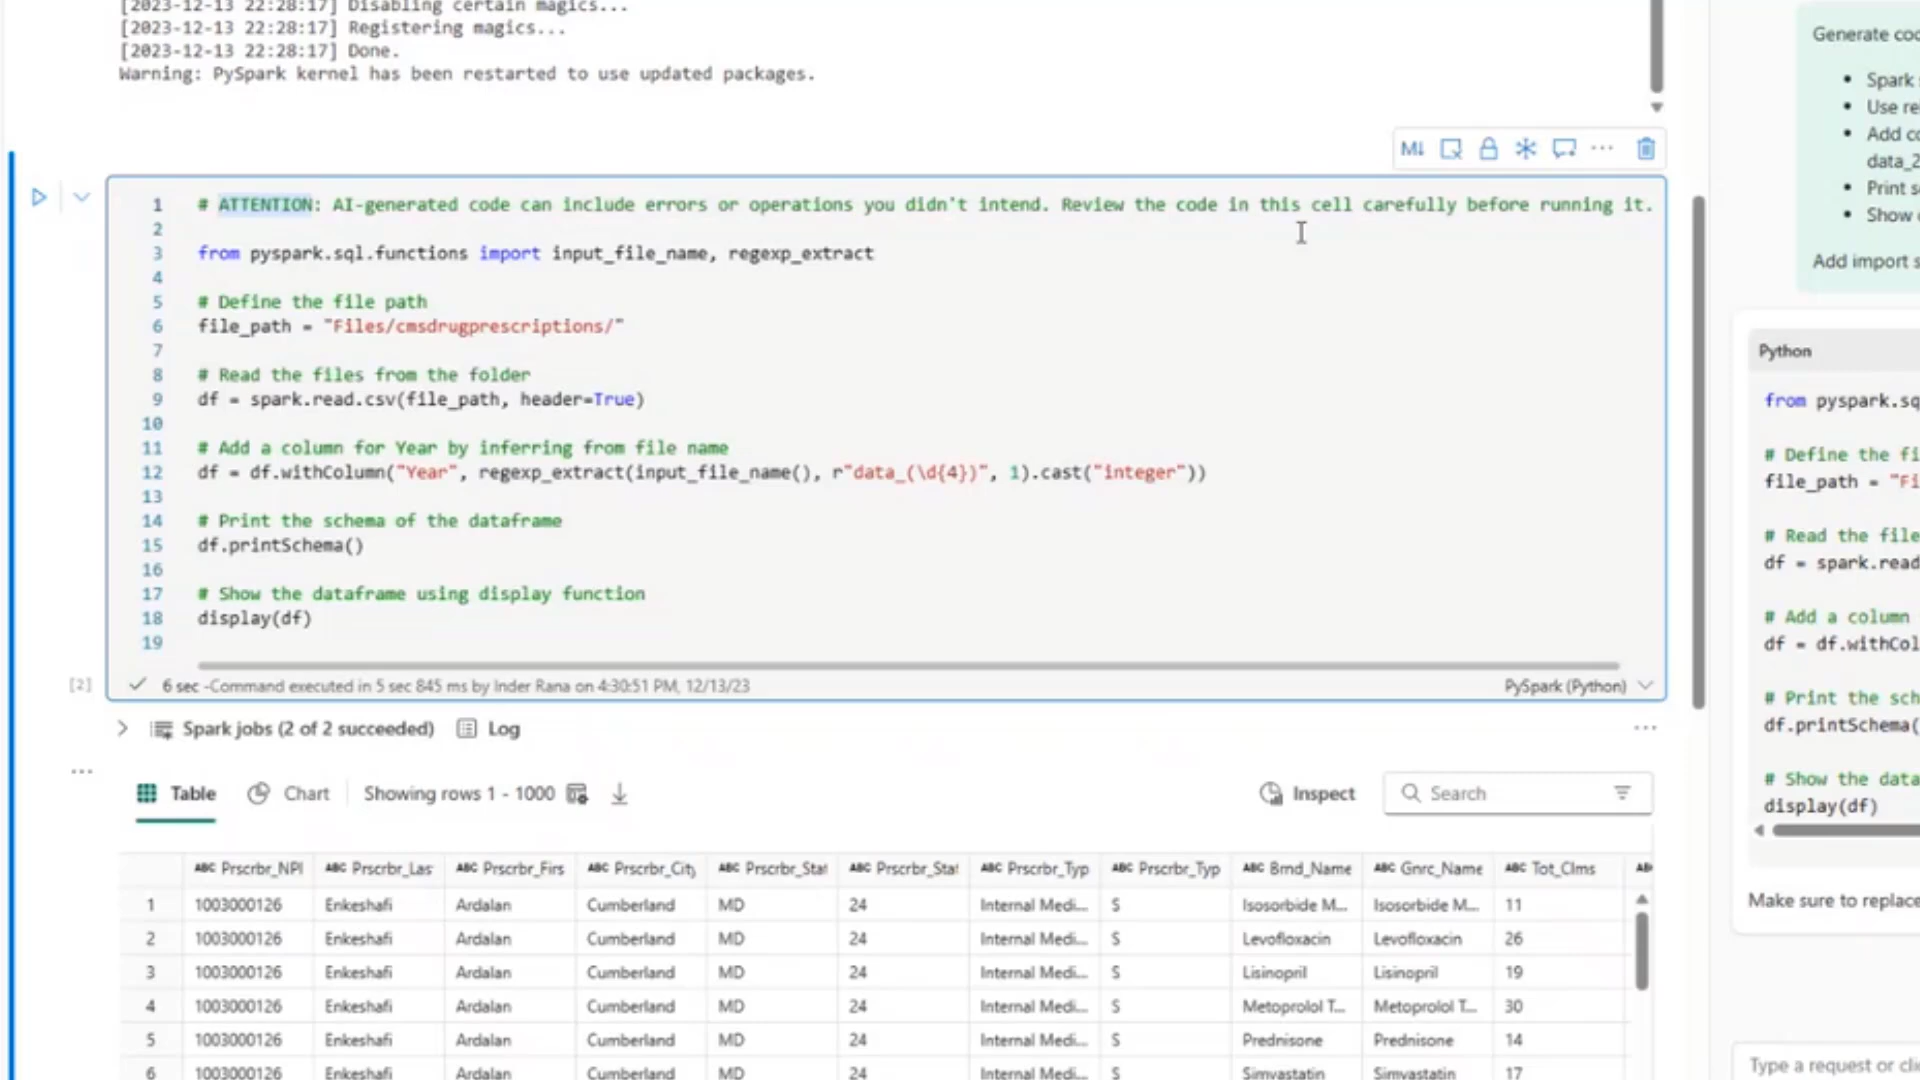 [2023-12-13 22:28:17] Disabling certain magics...
[2023-12-13 22:28:17] Registering magics...
[2023-12-13 22:28:17] Done.
Warning: PySpark kernel has been restarted to use updated packages.
M↓
1 # ATTENTION: AI-generated code can include errors or operations you didn't intend. Review the code in this cell carefully before running it.
2
3 from pyspark.sql.functions import input_file_name, regexp_extract
4
5 # Define the file path
6 file_path = "Files/cmsdrugprescriptions/"
7
8 # Read the files from the folder
9 df = spark.read.csv(file_path, header=True)
10
11 # Add a column for Year by inferring from file name
12 df = df.withColumn("Year", regexp_extract(input_file_name(), r"data_(\d{4})", 1).cast("integer"))
13
14 # Print the schema of the dataframe
15 df.printSchema()
16
17 # Show the dataframe using display function
18 display(df)
19
[2] 6 sec -Command executed in 5 sec 845 ms by Inder Rana on 4:30:51 PM, 12/13/23 PySpark (Python)
Spark jobs (2 of 2 succeeded) Log
Table Chart Showing rows 1 - 1000 Inspect Search
ABC Prscrbr_NPI ABC Prscrbr_Las ABC Prscrbr_Firs ABC Prscrbr_City ABC Prscrbr_Stat ABC Prscrbr_Stat ABC Prscrbr_Typ ABC Prscrbr_Typ ABC Brnd_Name ABC Gnrc_Name ABC Tot_Clms
1 1003000126 Enkeshafi Ardalan Cumberland MD 24 Internal Medi... S Isosorbide M... Isosorbide M... 11
2 1003000126 Enkeshafi Ardalan Cumberland MD 24 Internal Medi... S Levofloxacin Levofloxacin 26
3 1003000126 Enkeshafi Ardalan Cumberland MD 24 Internal Medi... S Lisinopril Lisinopril 19
4 1003000126 Enkeshafi Ardalan Cumberland MD 24 Internal Medi... S Metoprolol T... Metoprolol T... 30
5 1003000126 Enkeshafi Ardalan Cumberland MD 24 Internal Medi... S Prednisone Prednisone 14
6 1003000126 Enkeshafi Ardalan Cumberland MD 24 Internal Medi... S Simvastatin Simvastatin 17
Generate co
• Spark
• Use re
• Add co
data_2
• Print s
• Show
Add import s
Python
from pyspark.sq
# Define the fi
file_path = "Fi
# Read the file
df = spark.read
# Add a column
df = df.withCol
# Print the sch
df.printSchema(
# Show the data
display(df)
Make sure to replace
Type a request or cli